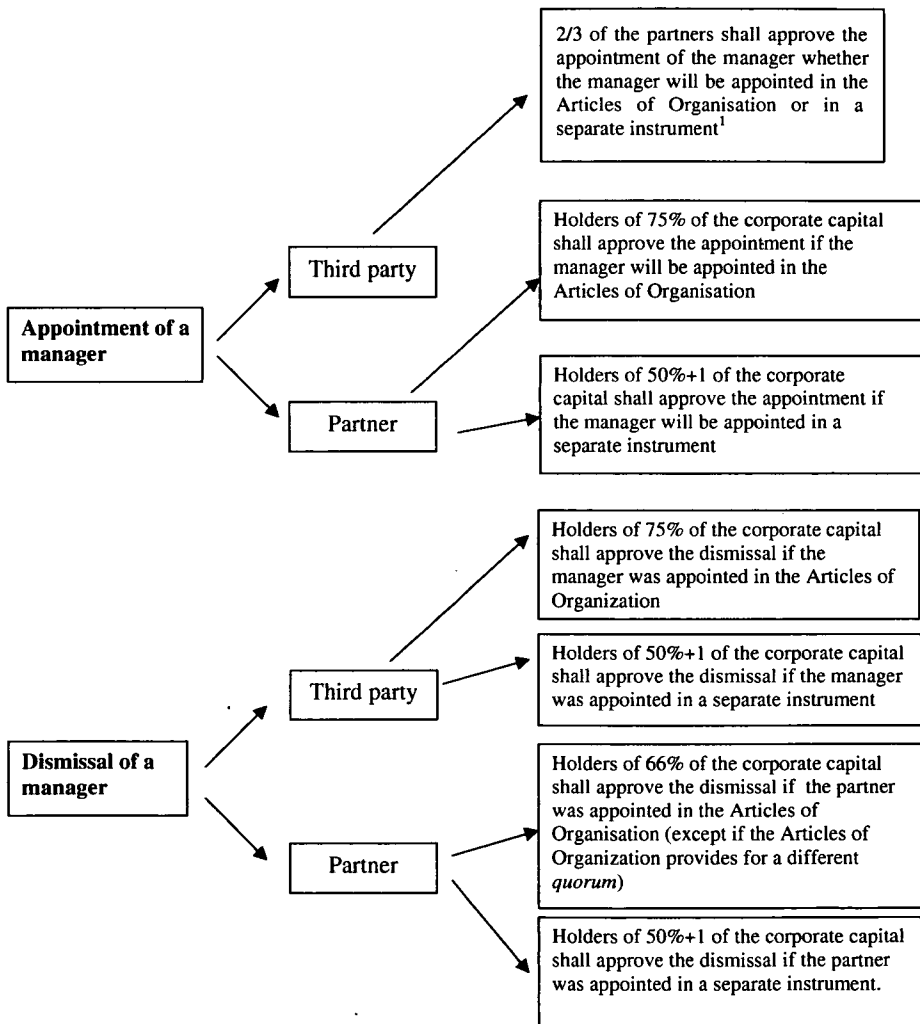 2/3 of the partners shall approve the
appointment of the manager whether
the manager will be appointed in the
Articles of Organisation or in a
separate instrument1
Holders of 75% of the corporate capital
shall approve the appointment if the
manager will be appointed in the
Articles of Organisation
Third party
Appointment of a
manager
Holders of 50%+1 of the corporate
capital shall approve the appointment if
the manager will be appointed in a
separate instrument
Partner
Holders of 75% of the corporate capital
shall approve the dismissal if the
manager was appointed in the Articles of
Organization
Holders of 50%+1 of the corporate capital
shall approve the dismissal if the manager
was appointed in a separate instrument
Third party
Dismissal of a
manager
Holders of 66% of the corporate capital
shall approve the dismissal if the partner
was appointed in the Articles of
Organisation (except if the Articles of
Organization provides for a different
quorum)
Partner
Holders of 50%+1 of the corporate capital
shall approve the dismissal if the partner
was appointed in a separate instrument.